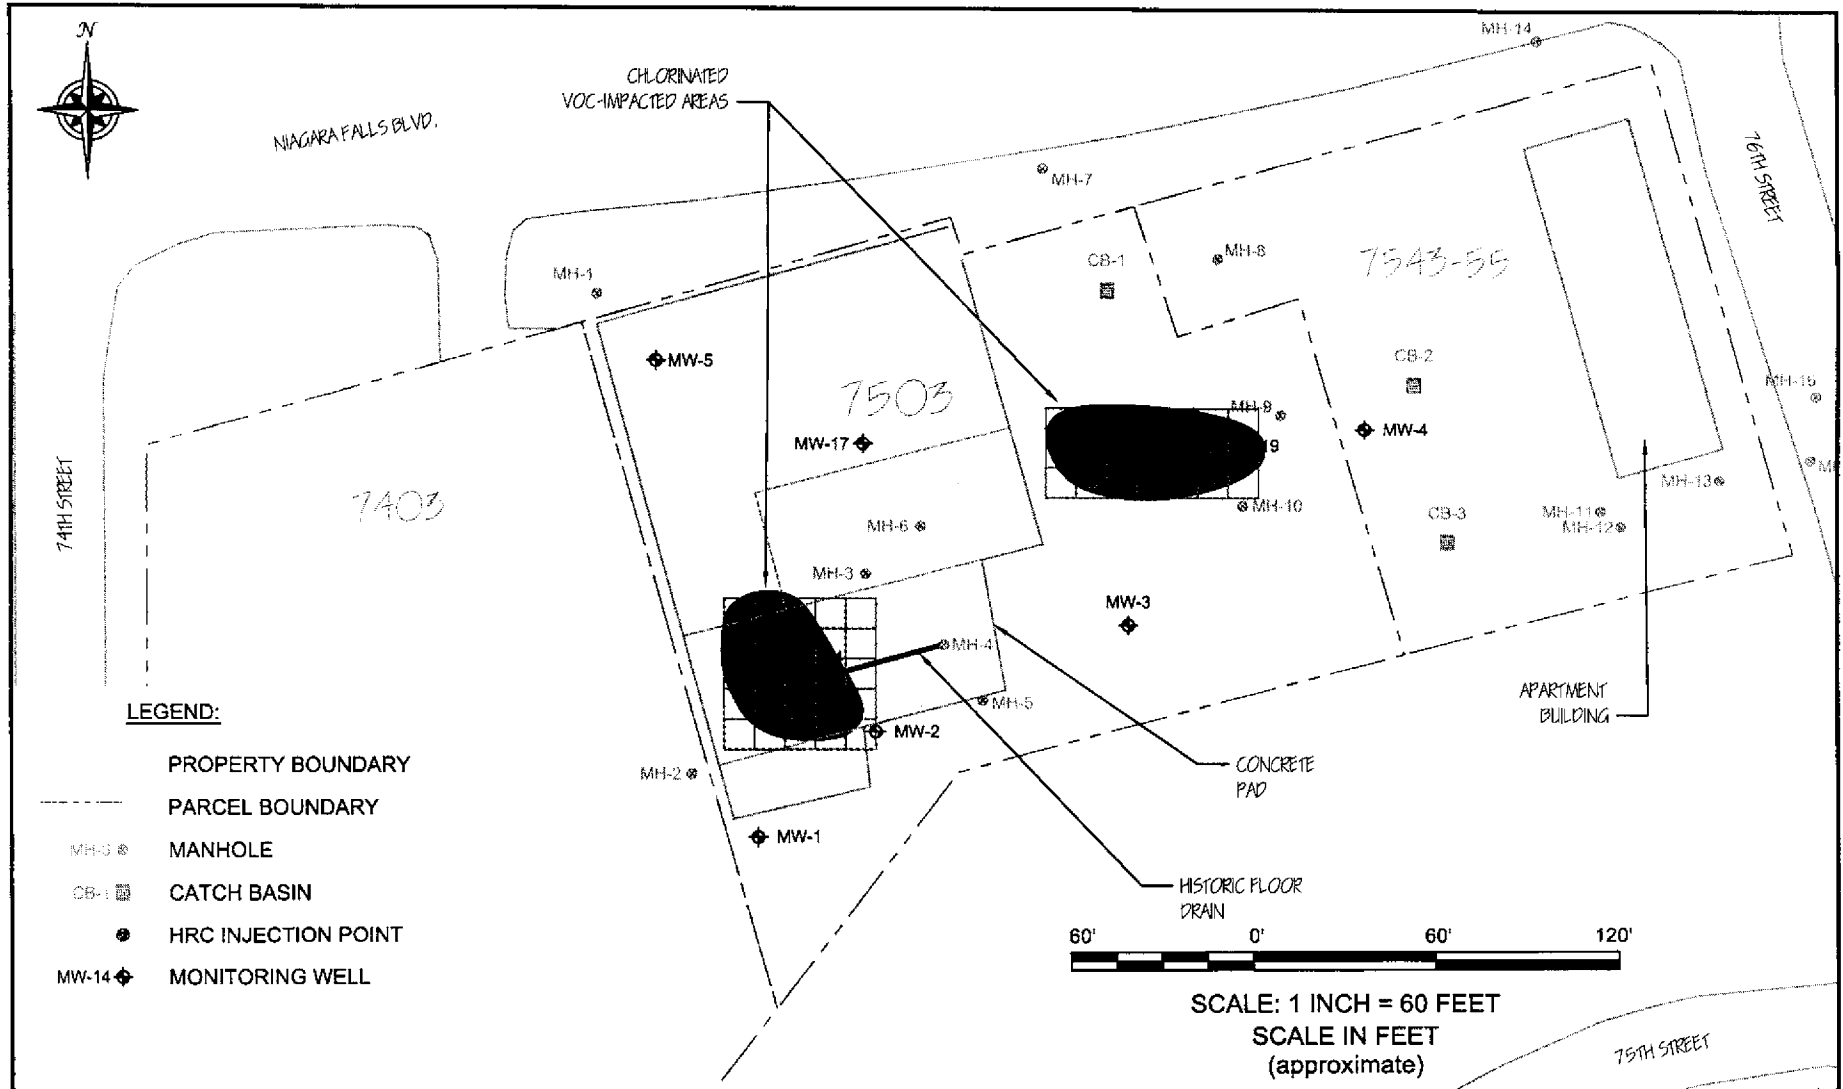 N
MH-14
CHLORINATED
VOC-IMPACTED AREAS
NIAGARA FALLS BLVD.
76TH STREET
MH-7
MH-8
CB-1
7543-55
MH-1
MW-5
CB-2
7503
MH-15
MH-9
MW-4
MW-17
19
74TH STREET
7403
MH-13
MH-10
MH-6
CB-3
MH-11
MH-12
MH-3
MW-3
MH-4
APARTMENT
BUILDING
MH-5
MW-2
LEGEND:
PROPERTY BOUNDARY
CONCRETE
PAD
MH-2
PARCEL BOUNDARY
MW-1
MANHOLE
CB-1 CATCH BASIN
HISTORIC FLOOR
DRAIN
HRC INJECTION POINT
60' 0' 60' 120'
MW-14 MONITORING WELL
SCALE: 1 INCH = 60 FEET
SCALE IN FEET
(approximate)
75TH STREET